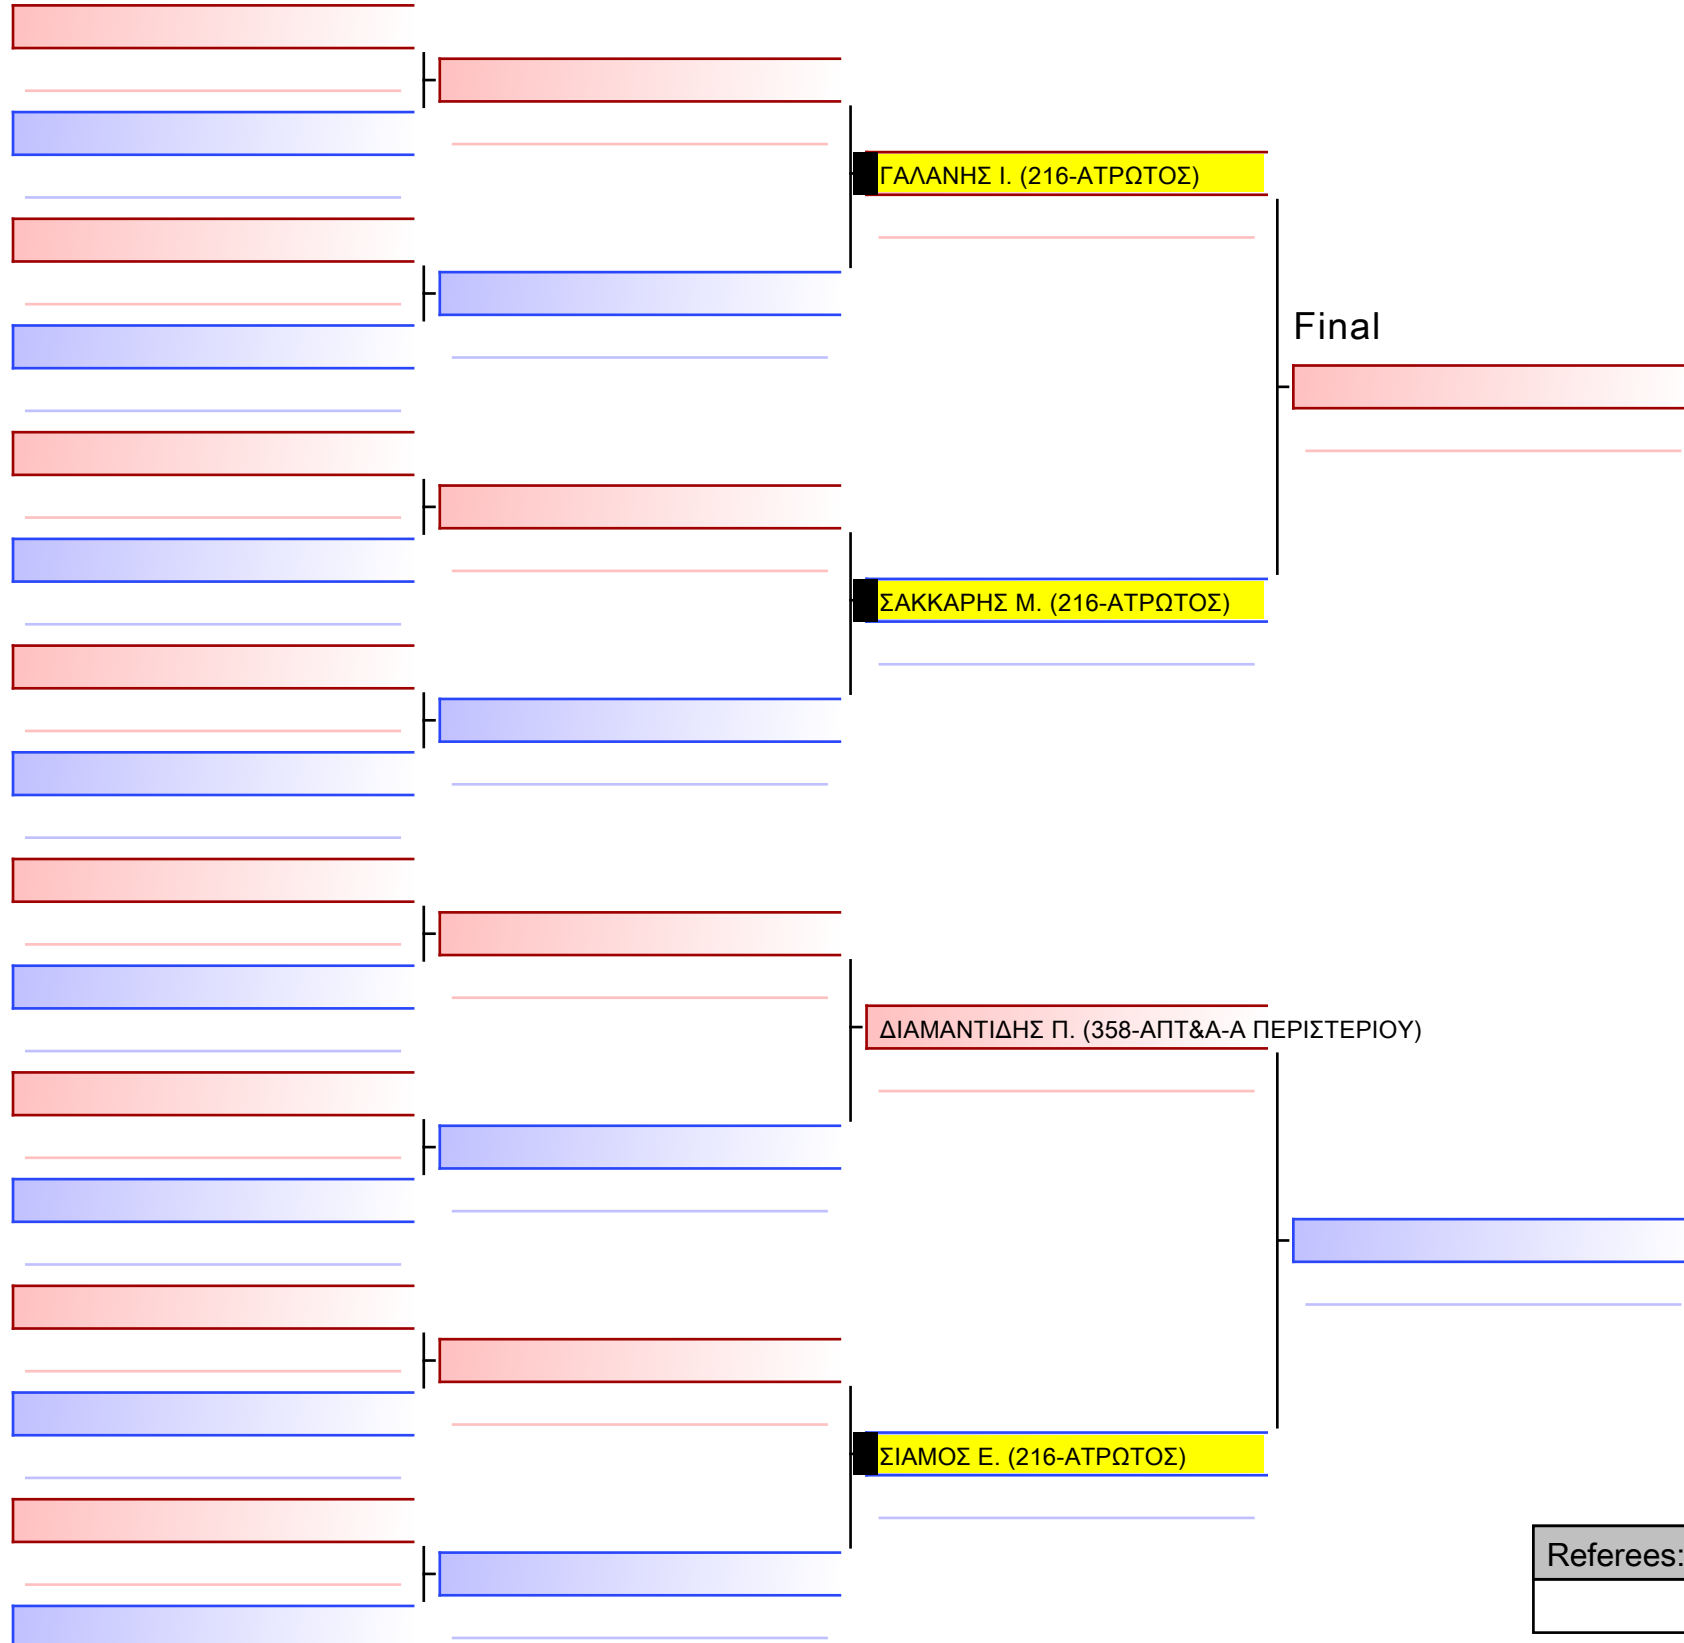 ΓΑΛΑΝΗΣ Ι. (216-ΑΤΡΩΤΟΣ)
Final
ΣΑΚΚΑΡΗΣ Μ. (216-ΑΤΡΩΤΟΣ)
ΔΙΑΜΑΝΤΙΔΗΣ Π. (358-ΑΠΤ&Α-Α ΠΕΡΙΣΤΕΡΙΟΥ)
ΣΙΑΜΟΣ Ε. (216-ΑΤΡΩΤΟΣ)
Referees: